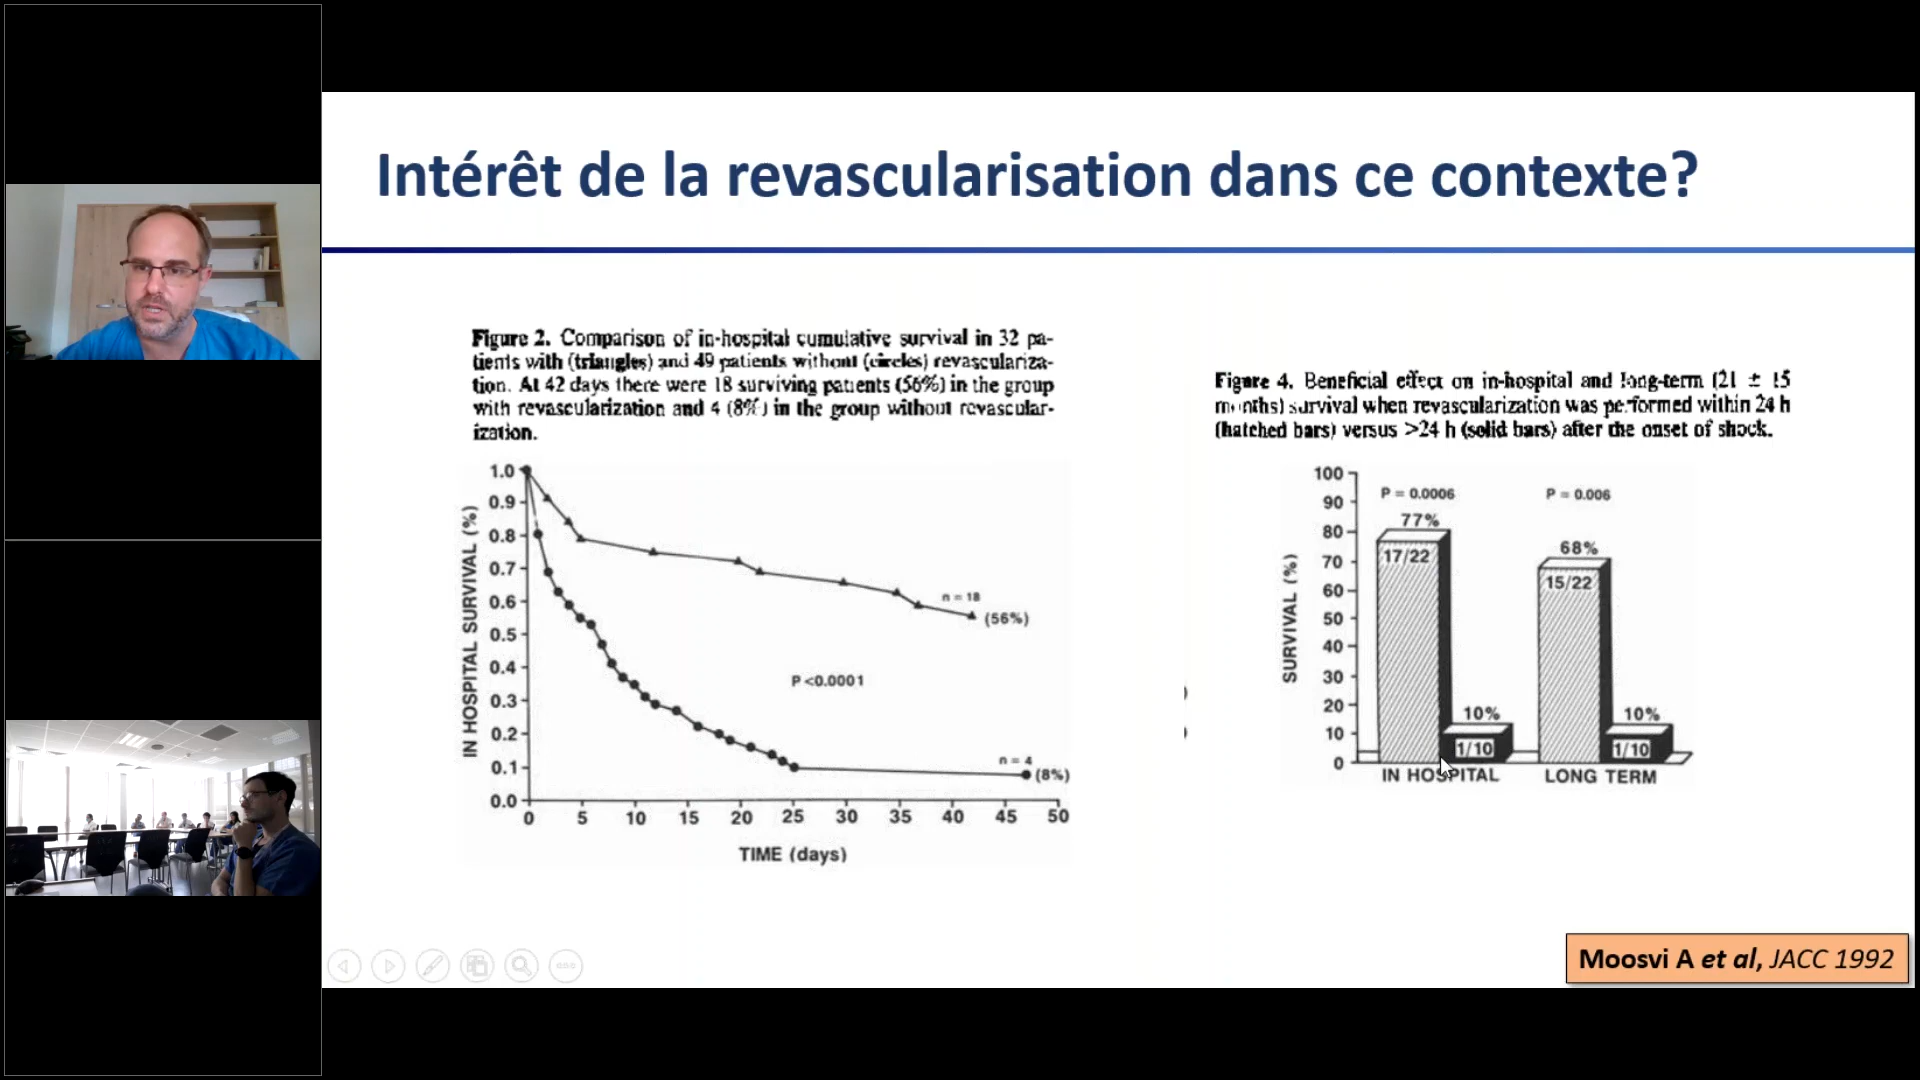 Intérêt de la revascularisation dans ce contexte?
Figure 2. Comparison of in-hospital cumulative survival in 32 pa-
tients with (triangles) and 49 patients without (circles) revasculariza-
tion. At 42 days there were 18 surviving patients (56%) in the group
with revascularization and 4 (8%) in the group without revascular-
ization.
IN HOSPITAL SURVIVAL (%)
1.0
0.9
0.8
0.7
0.6
0.5
0.4
0.3
0.2
0.1
0.0
n = 18
(56%)
P <0.0001
n = 4
(8%)
0 5 10 15 20 25 30 35 40 45 50
TIME (days)
Figure 4. Beneficial effect on in-hospital and long-term (21 ± 15
months) survival when revascularization was performed within 24 h
(hatched bars) versus >24 h (solid bars) after the onset of shock.
SURVIVAL (%)
100
90
80
70
60
50
40
30
20
10
0
P = 0.0006
P = 0.006
77%
17/22
10%
1/10
68%
15/22
10%
1/10
IN HOSPITAL LONG TERM
Moosvi A et al, JACC 1992